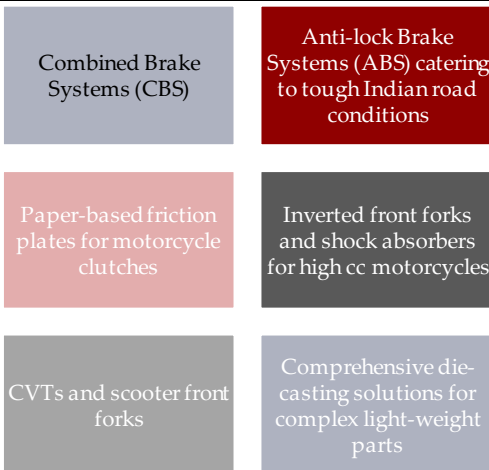 Combined Brake
Systems (CBS)
Anti-lock Brake
Systems (ABS) catering
to tough Indian road
conditions
Paper-based friction
plates for motorcycle
clutches
Inverted front forks
and shock absorbers
for high cc motorcycles
CVTs and scooter front
forks
Comprehensive die-
casting solutions for
complex light-weight
parts